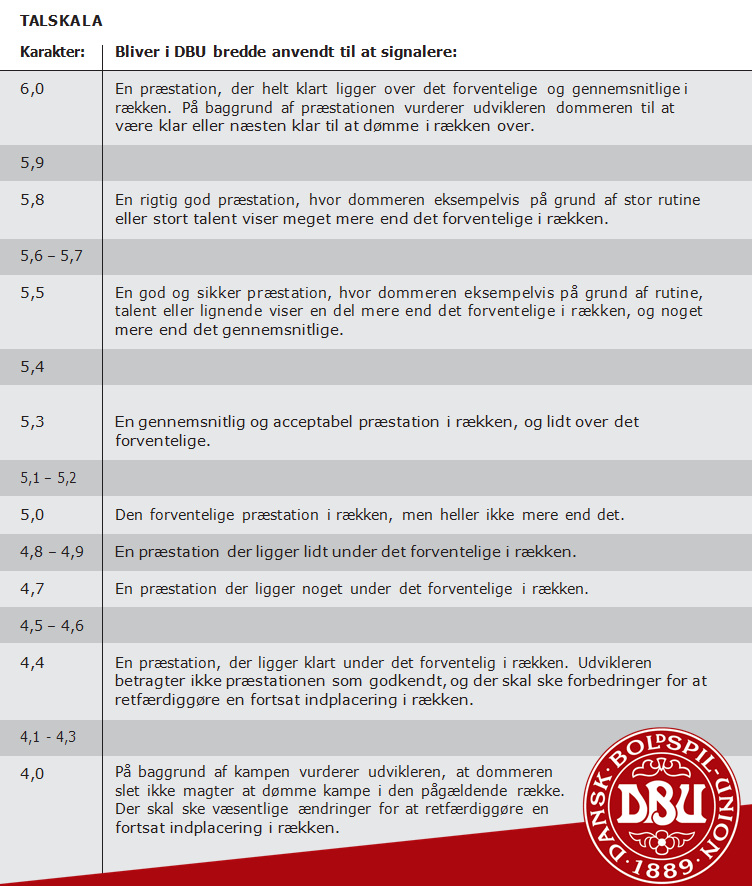 TALSKALA
Karakter: Bliver i DBU bredde anvendt til at signalere:
6,0 En præstation, der helt klart ligger over det forventelige og gennemsnitlige i
rækken. På baggrund af præstationen vurderer udvikleren dommeren til at
være klar eller næsten klar til at dømme i rækken over.
5,9
5,8 En rigtig god præstation, hvor dommeren eksempelvis på grund af stor rutine
eller stort talent viser meget mere end det forventelige i rækken.
5,6 – 5,7
5,5 En god og sikker præstation, hvor dommeren eksempelvis på grund af rutine,
talent eller lignende viser en del mere end det forventelige i rækken, og noget
mere end det gennemsnitlige.
5,4
5,3 En gennemsnitlig og acceptabel præstation i rækken, og lidt over det
forventelige.
5,1 – 5,2
5,0 Den forventelige præstation i rækken, men heller ikke mere end det.
4,8 – 4,9 En præstation der ligger lidt under det forventelige i rækken.
4,7 En præstation der ligger noget under det forventelige i rækken.
4,5 – 4,6
4,4 En præstation, der ligger klart under det forventelig i rækken. Udvikleren
betragter ikke præstationen som godkendt, og der skal ske forbedringer for at
retfærdiggøre en fortsat indplacering i rækken.
4,1 - 4,3
4,0 På baggrund af kampen vurderer udvikleren, at dommeren
slet ikke magter at dømme kampe i den pågældende række.
Der skal ske væsentlige ændringer for at retfærdiggøre en
fortsat indplacering i rækken.
DANSK · BOLDSPIL-UNION
DBU
· 1889 ·